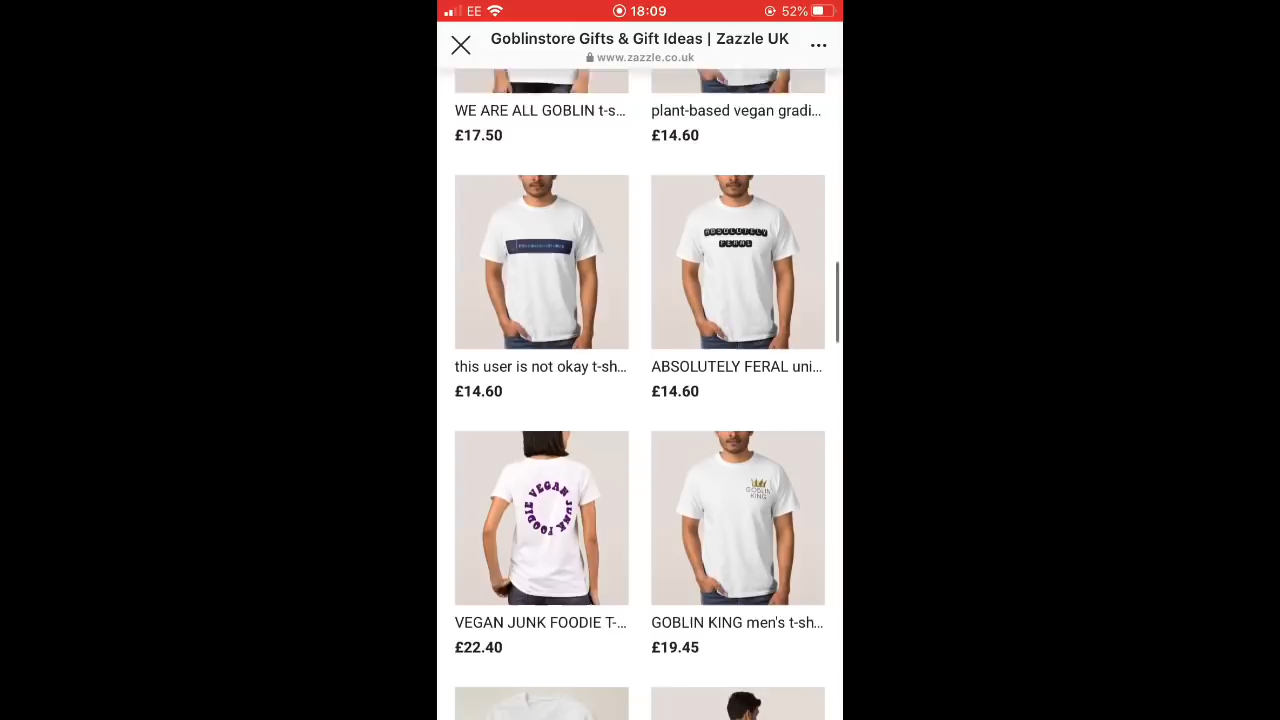 EE 18:09 52%
Goblinstore Gifts & Gift Ideas | Zazzle UK
www.zazzle.co.uk
WE ARE ALL GOBLIN t-s... plant-based vegan gradi...
£17.50 £14.60
ABSOLUTELY
FERAL
this user is not okay t-sh... ABSOLUTELY FERAL uni...
£14.60 £14.60
VEGAN JUNK FOODIE
GOBLIN
KING
VEGAN JUNK FOODIE T-... GOBLIN KING men's t-sh...
£22.40 £19.45